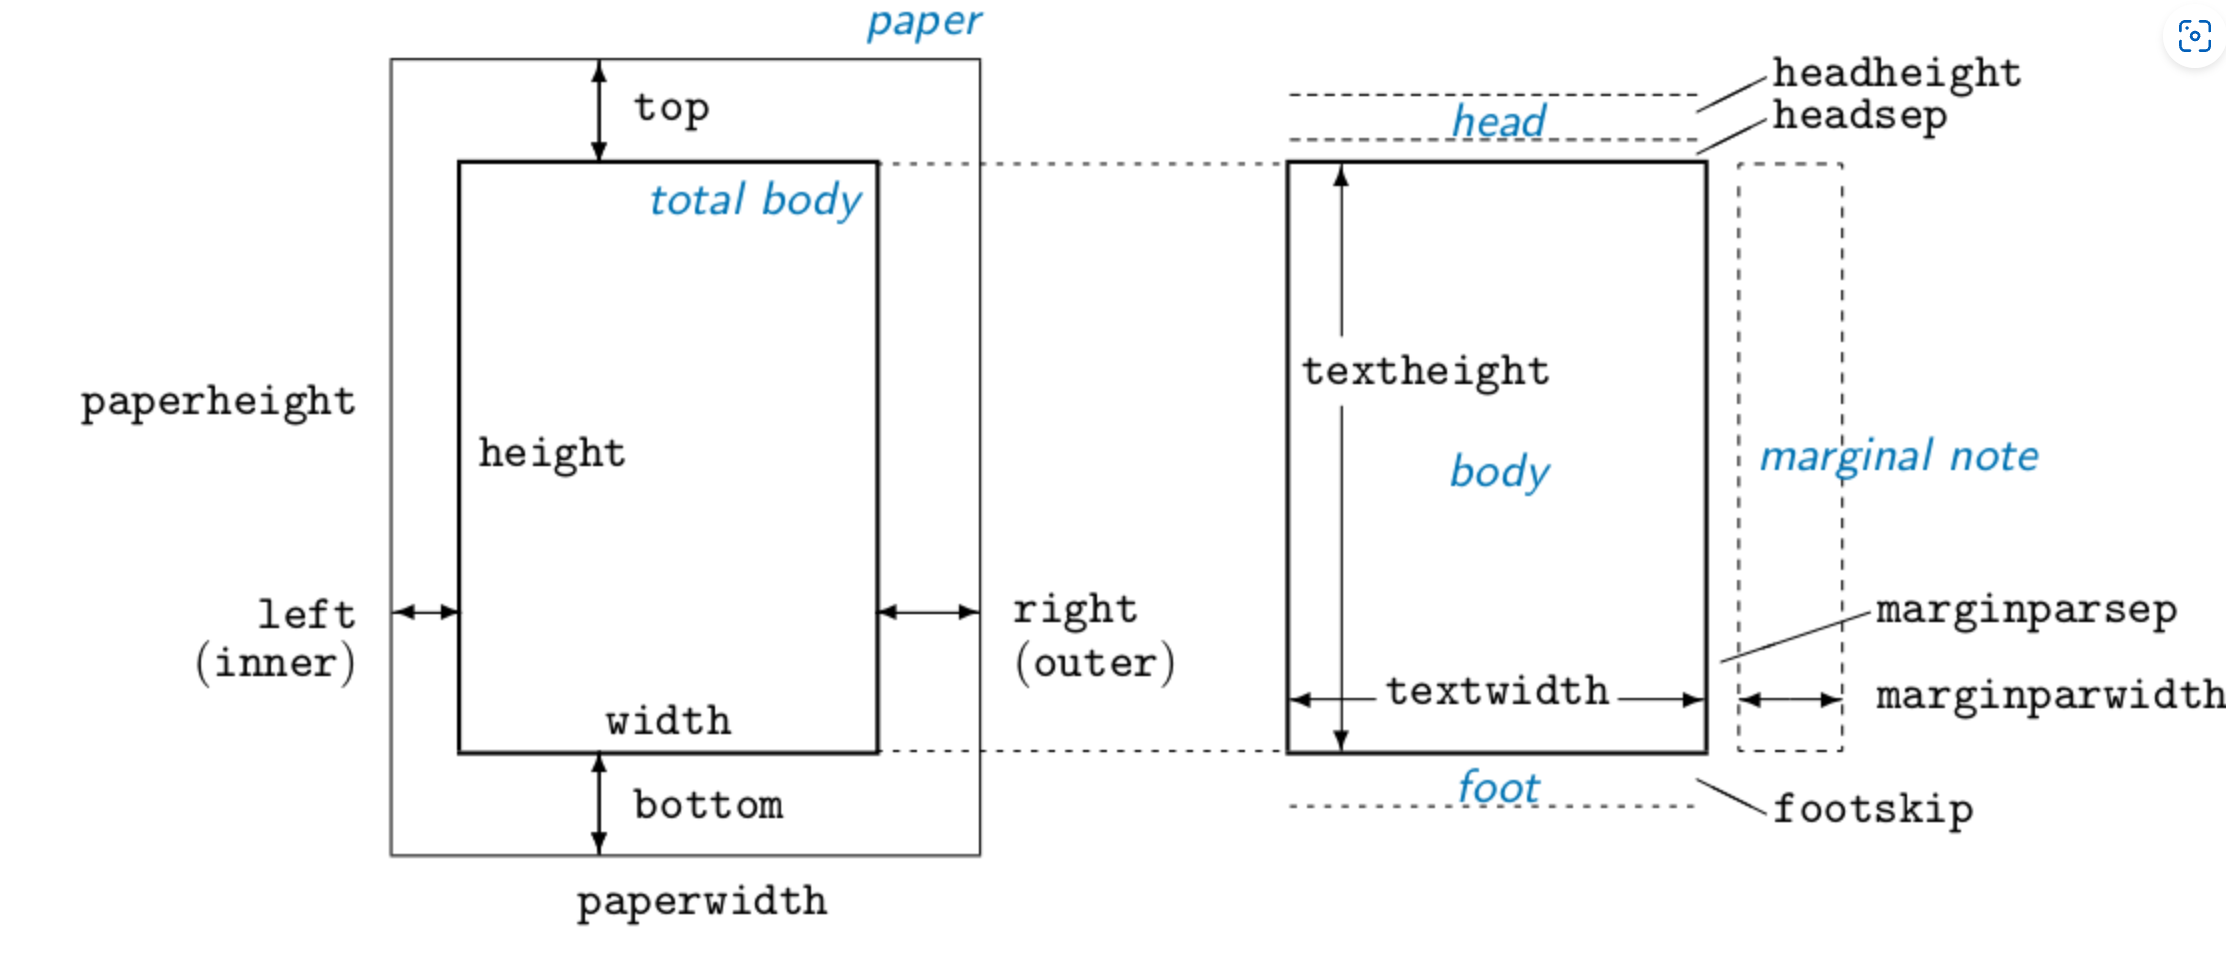 paper
top
total body
paperheight
height
left
(inner)
right
(outer)
width
bottom
paperwidth
headheight
head
headsep
textheight
body
marginal note
marginparsep
textwidth
marginparwidth
foot
footskip